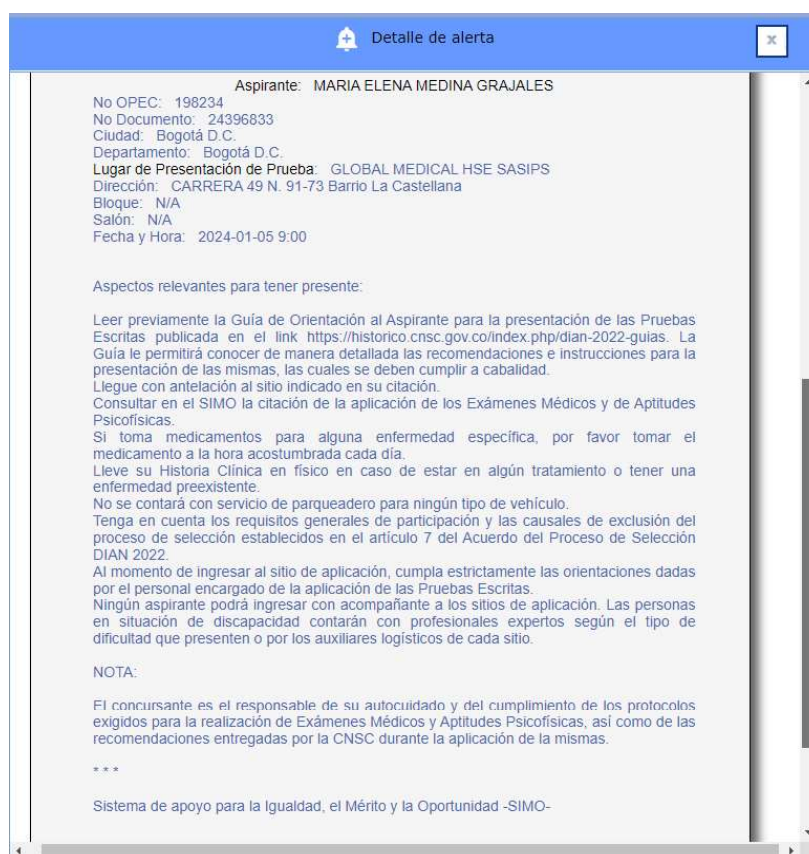 Detalle de alerta
x
Aspirante: MARIA ELENA MEDINA GRAJALES
No OPEC: 198234
No Documento: 24396833
Ciudad: Bogotá D.C.
Departamento: Bogotá D.C.
Lugar de Presentación de Prueba: GLOBAL MEDICAL HSE SASIPS
Dirección: CARRERA 49 N. 91-73 Barrio La Castellana
Bloque: N/A
Salón: N/A
Fecha y Hora: 2024-01-05 9:00
Aspectos relevantes para tener presente:
Leer previamente la Guía de Orientación al Aspirante para la presentación de las Pruebas
Escritas publicada en el link https://historico.cnsc.gov.co/index.php/dian-2022-guias. La
Guía le permitirá conocer de manera detallada las recomendaciones e instrucciones para la
presentación de las mismas, las cuales se deben cumplir a cabalidad.
Llegue con antelación al sitio indicado en su citación.
Consultar en el SIMO la citación de la aplicación de los Exámenes Médicos y de Aptitudes
Psicofísicas.
Si toma medicamentos para alguna enfermedad específica, por favor tomar el
medicamento a la hora acostumbrada cada día.
Lleve su Historia Clínica en físico en caso de estar en algún tratamiento o tener una
enfermedad preexistente.
No se contará con servicio de parqueadero para ningún tipo de vehículo.
Tenga en cuenta los requisitos generales de participación y las causales de exclusión del
proceso de selección establecidos en el artículo 7 del Acuerdo del Proceso de Selección
DIAN 2022.
Al momento de ingresar al sitio de aplicación, cumpla estrictamente las orientaciones dadas
por el personal encargado de la aplicación de las Pruebas Escritas.
Ningún aspirante podrá ingresar con acompañante a los sitios de aplicación. Las personas
en situación de discapacidad contarán con profesionales expertos según el tipo de
dificultad que presenten o por los auxiliares logísticos de cada sitio.
NOTA:
El concursante es el responsable de su autocuidado y del cumplimiento de los protocolos
exigidos para la realización de Exámenes Médicos y Aptitudes Psicofísicas, así como de las
recomendaciones entregadas por la CNSC durante la aplicación de la mismas.
* * *
Sistema de apoyo para la Igualdad, el Mérito y la Oportunidad -SIMO-